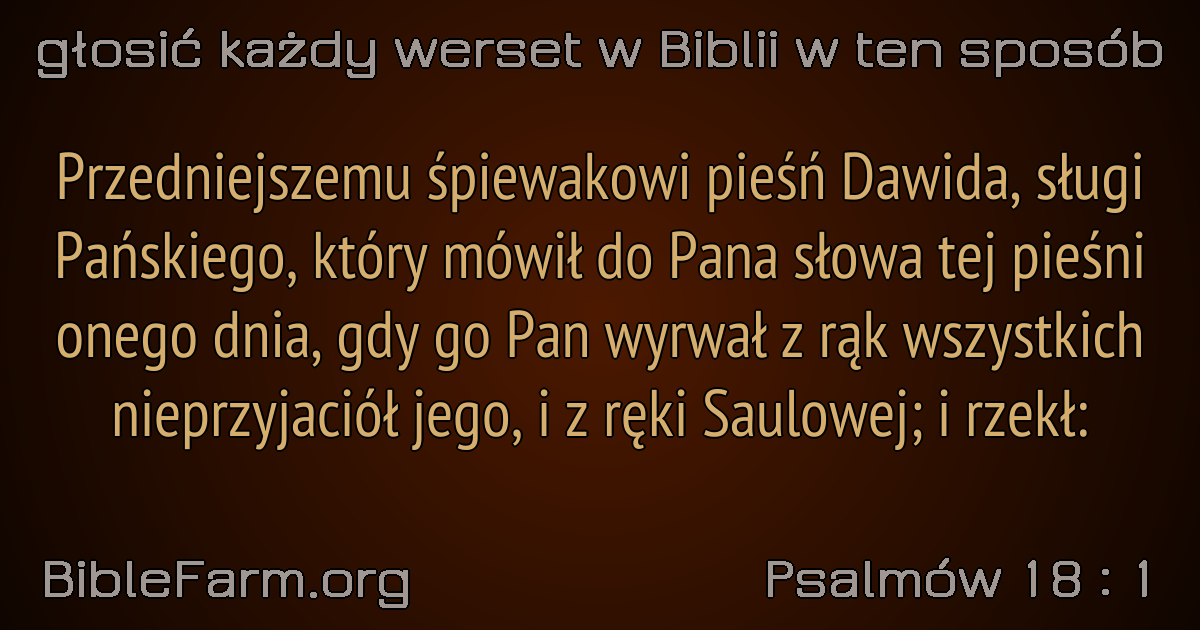 głosić każdy werset w Biblii w ten sposób
Przedniejszemu śpiewakowi pieśń Dawida, sługi
Pańskiego, który mówił do Pana słowa tej pieśni
onego dnia, gdy go Pan wyrwał z rąk wszystkich
nieprzyjaciół jego, i z ręki Saulowej; i rzekł:
BibleFarm.org
Psalmów 18 : 1